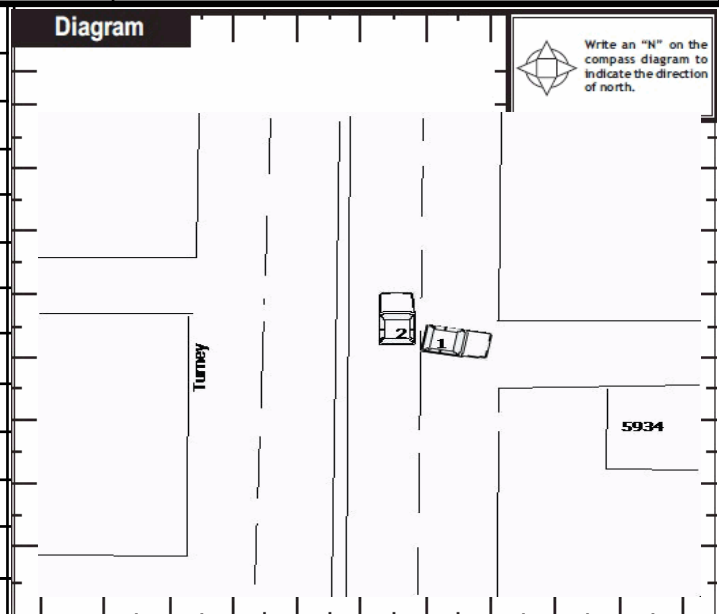 Diagram
Write an “N” on the
compass diagram to
indicate the direction
of north.
2
1
Turney
5934